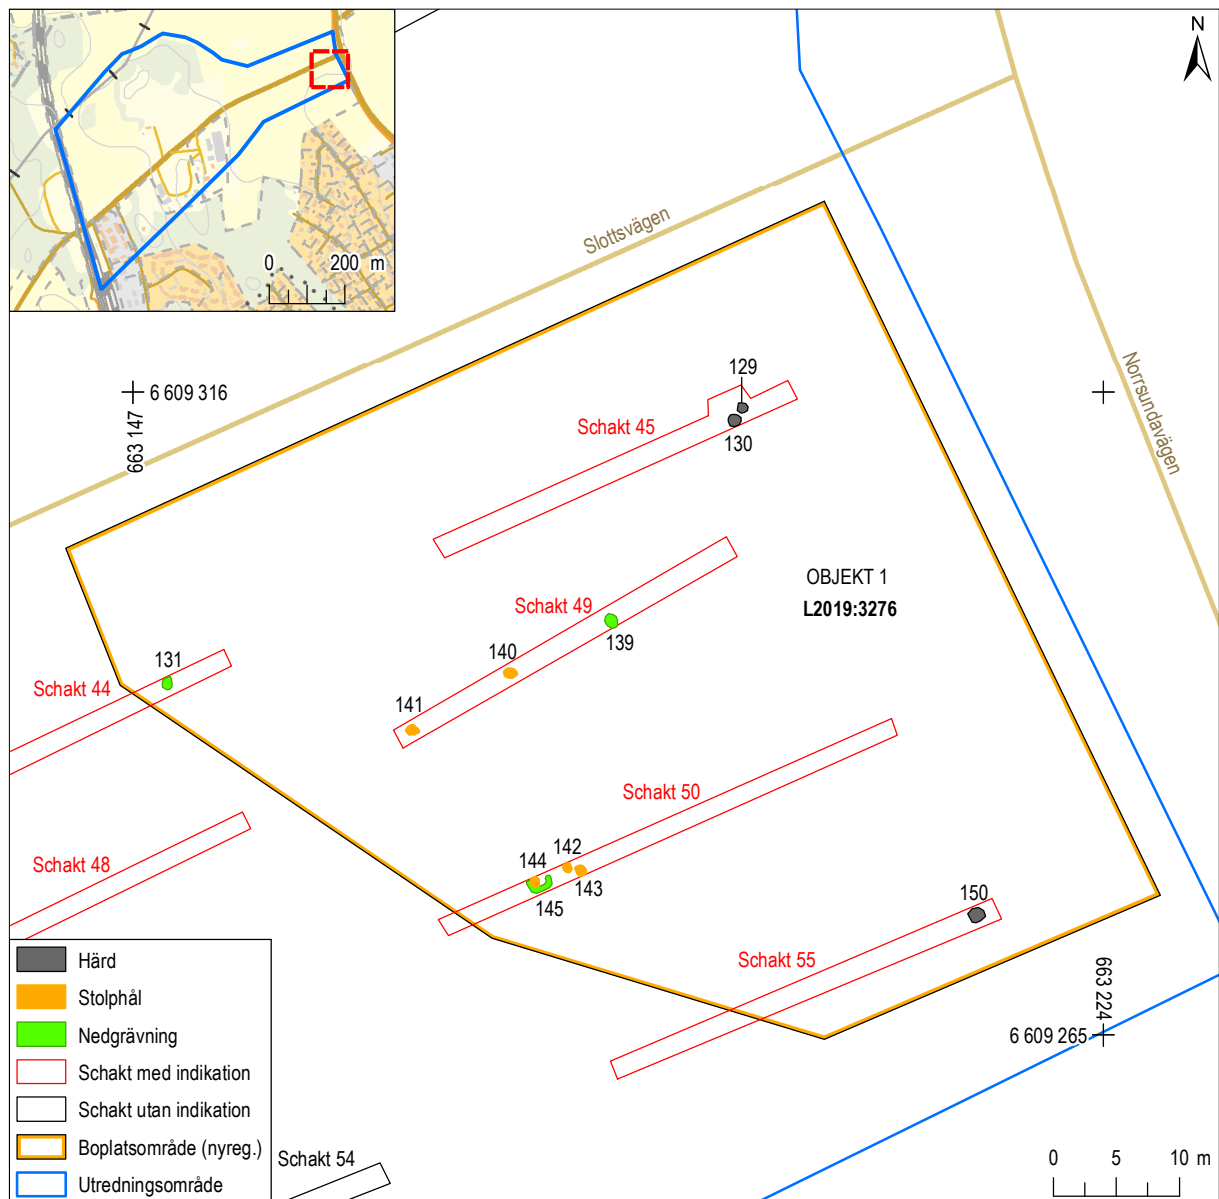 0
200 m
N
Slottsvägen
Norrsundavägen
6 609 316
663 147
129
Schakt 45
130
OBJEKT 1
L2019:3276
Schakt 49
139
140
131
Schakt 44
141
Schakt 50
142
144
143
145
Schakt 48
150
Schakt 55
663 224
6 609 265
Härd
Stolphål
Nedgrävning
Schakt med indikation
Schakt utan indikation
Boplatsområde (nyreg.)
Utredningsområde
Schakt 54
0 5 10 m